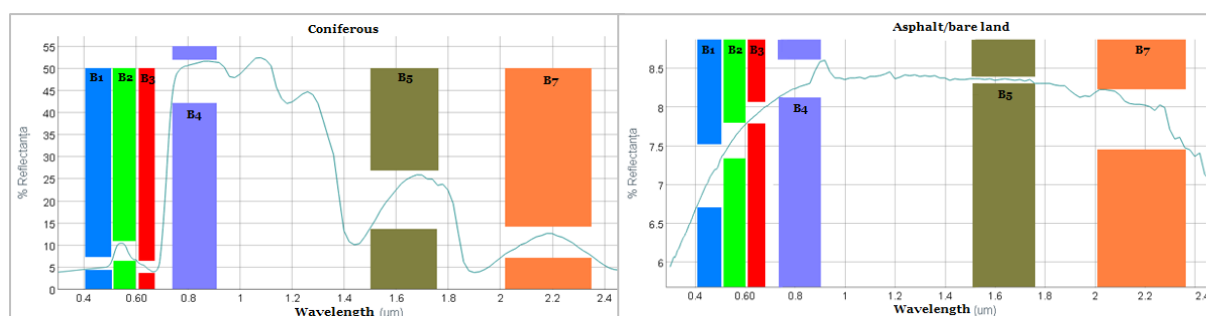 Coniferous
55
50
45
40
35
30
25
20
15
10
5
0
% Reflectanța
B1
B2
B3
B4
B5
B7
0.4
0.60
0.8
1
1.2
1.4
1.6
1.8
2
2.2
2.4
Wavelength (um)
Asphalt/bare land
8.5
8
7.5
7
6.5
6
% Reflectanța
B1
B2
B3
B4
B5
B7
0.4
0.60
0.8
1
1.2
1.4
1.6
1.8
2
2.2
2.4
Wavelength (um)